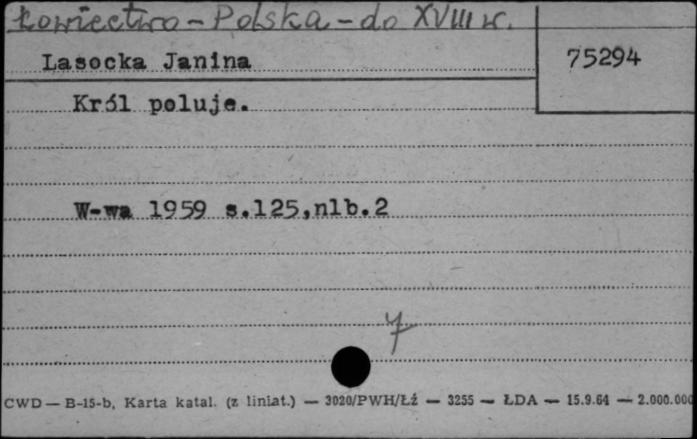 Łowiectwo - Polska - do XVIII w.
Lasocka Janina
75294
Król poluje.
W-wa 1959 s.125,nlb.2
7
CWD — B-15-b, Karta katal. (z liniat.) — 3020/PWH/Łź — 3255 — ŁDA — 15.9.64 — 2.000.000